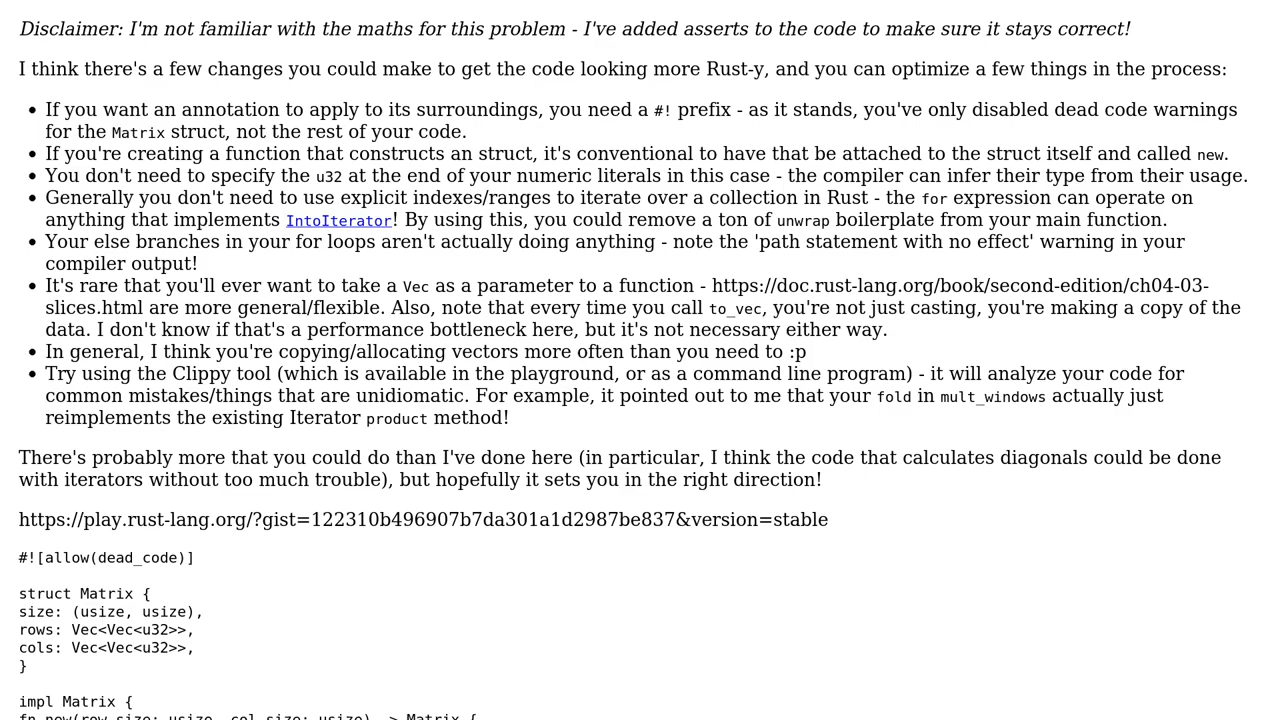 Disclaimer: I'm not familiar with the maths for this problem - I've added asserts to the code to make sure it stays correct!
I think there's a few changes you could make to get the code looking more Rust-y, and you can optimize a few things in the process:
• If you want an annotation to apply to its surroundings, you need a #! prefix - as it stands, you've only disabled dead code warnings
for the Matrix struct, not the rest of your code.
• If you're creating a function that constructs an struct, it's conventional to have that be attached to the struct itself and called new.
• You don't need to specify the u32 at the end of your numeric literals in this case - the compiler can infer their type from their usage.
• Generally you don't need to use explicit indexes/ranges to iterate over a collection in Rust - the for expression can operate on
anything that implements IntoIterator! By using this, you could remove a ton of unwrap boilerplate from your main function.
• Your else branches in your for loops aren't actually doing anything - note the 'path statement with no effect' warning in your
compiler output!
• It's rare that you'll ever want to take a Vec as a parameter to a function - https://doc.rust-lang.org/book/second-edition/ch04-03-
slices.html are more general/flexible. Also, note that every time you call to_vec, you're not just casting, you're making a copy of the
data. I don't know if that's a performance bottleneck here, but it's not necessary either way.
• In general, I think you're copying/allocating vectors more often than you need to :p
• Try using the Clippy tool (which is available in the playground, or as a command line program) - it will analyze your code for
common mistakes/things that are unidiomatic. For example, it pointed out to me that your fold in mult_windows actually just
reimplements the existing Iterator product method!
There's probably more that you could do than I've done here (in particular, I think the code that calculates diagonals could be done
with iterators without too much trouble), but hopefully it sets you in the right direction!
https://play.rust-lang.org/?gist=122310b496907b7da301a1d2987be837&version=stable
#![allow(dead_code)]
struct Matrix {
size: (usize, usize),
rows: Vec<Vec<u32>>,
cols: Vec<Vec<u32>>,
}
impl Matrix {
fn new(row_size: usize, col_size: usize) -> Matrix {